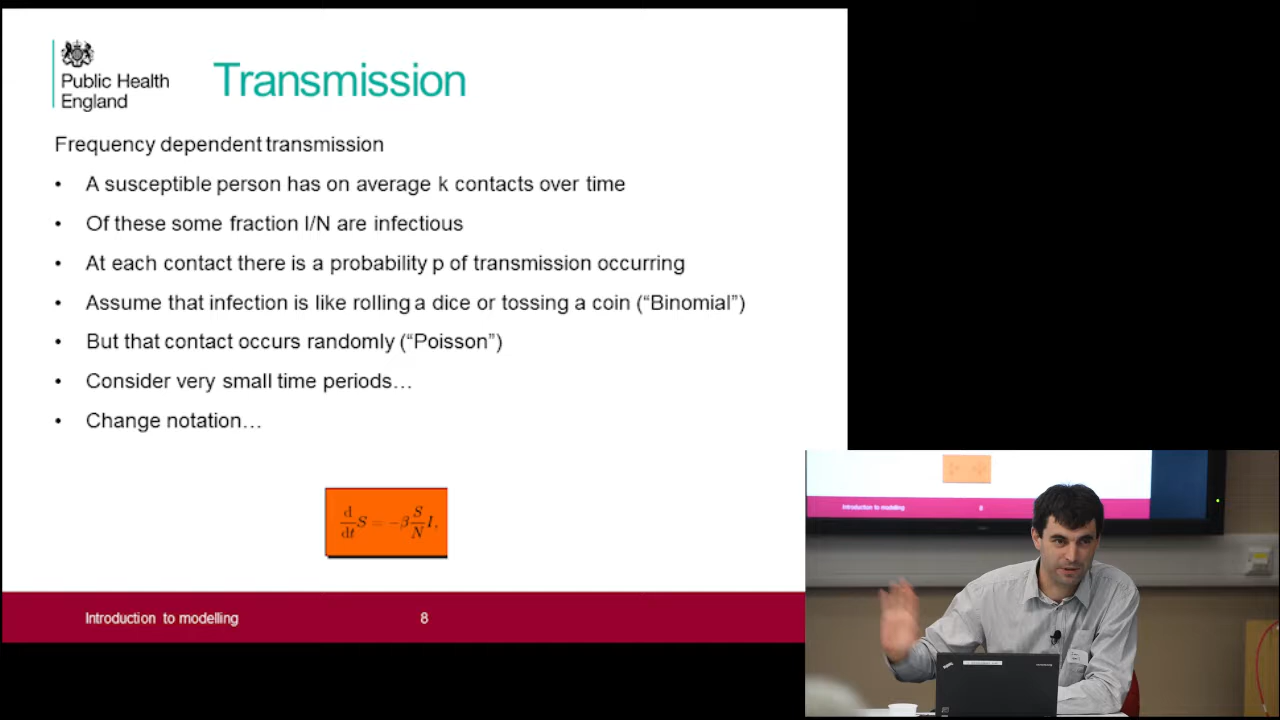 Public Health
England
Transmission
Frequency dependent transmission
• A susceptible person has on average k contacts over time
• Of these some fraction I/N are infectious
• At each contact there is a probability p of transmission occurring
• Assume that infection is like rolling a dice or tossing a coin (“Binomial”)
• But that contact occurs randomly (“Poisson”)
• Consider very small time periods…
• Change notation…
d/dt S = −β S/N I,
Introduction to modelling 8
Introduction to modelling 8